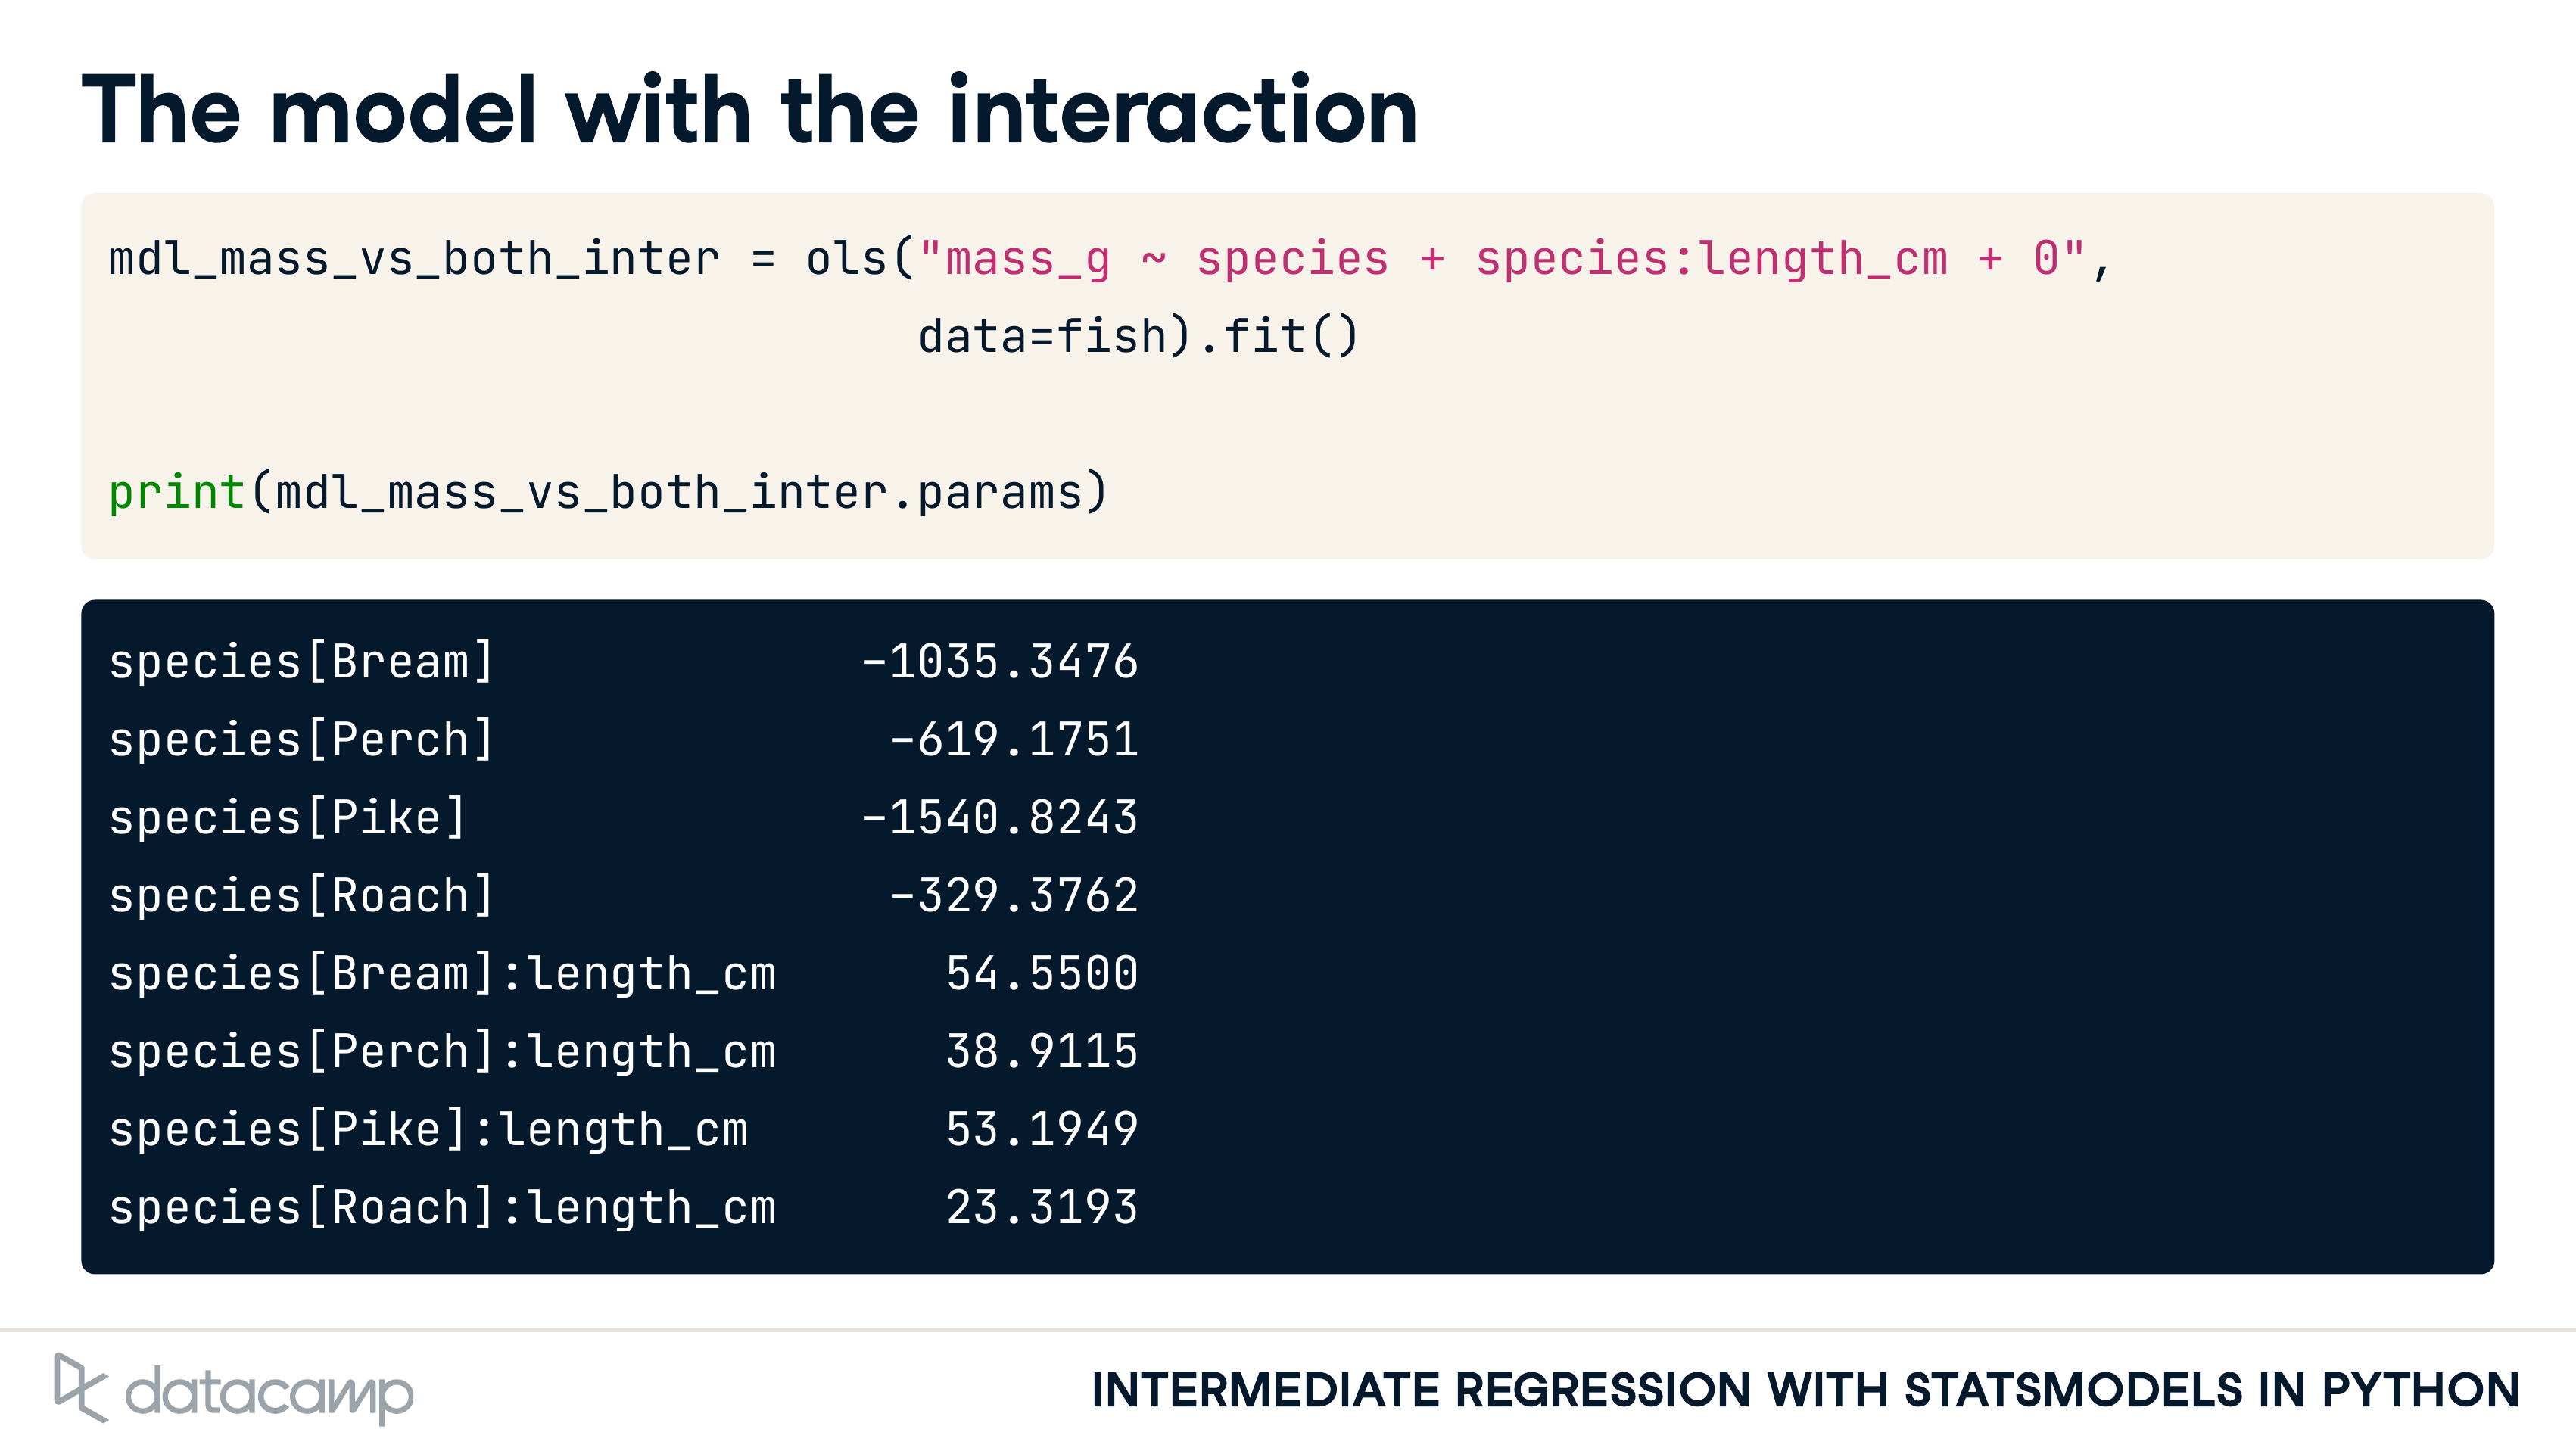 The model with the interaction
mdl_mass_vs_both_inter = ols("mass_g ~ species + species:length_cm + 0",
data=fish).fit()
print(mdl_mass_vs_both_inter.params)
species[Bream] -1035.3476
species[Perch] -619.1751
species[Pike] -1540.8243
species[Roach] -329.3762
species[Bream]:length_cm 54.5500
species[Perch]:length_cm 38.9115
species[Pike]:length_cm 53.1949
species[Roach]:length_cm 23.3193
datacamp
INTERMEDIATE REGRESSION WITH STATSMODELS IN PYTHON